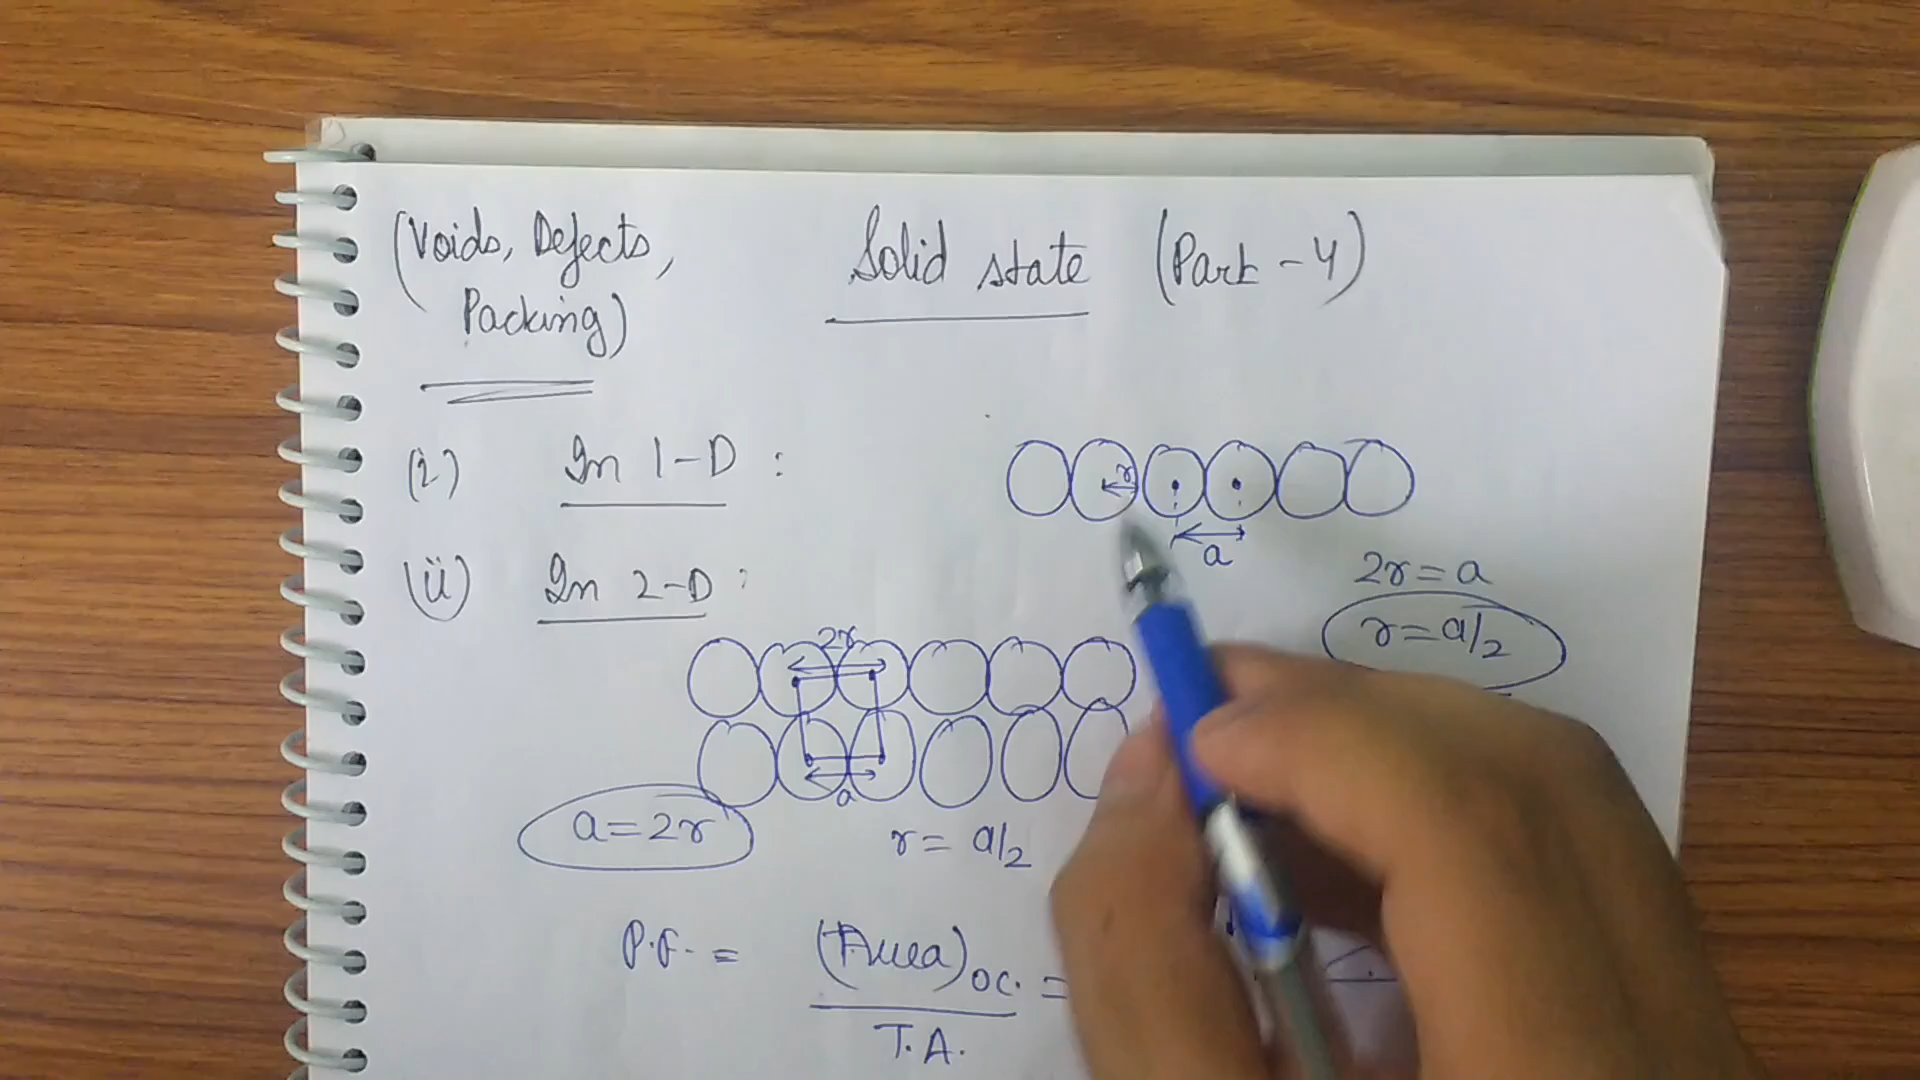 (Voids, Defects, Packing)
Solid state (Part - 4)
(i) In 1-D :
r
a
2r = a
r = a/2
(ii) In 2-D :
2r
a
a = 2r
r = a/2
P.F. = (Area)oc. =
T.A.